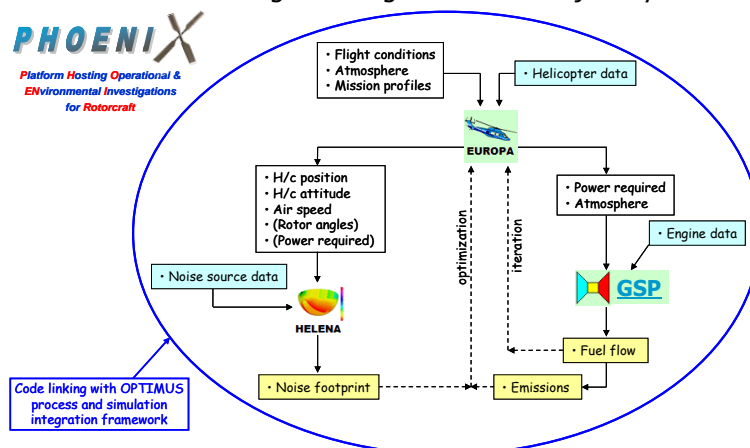 PHOENIX
Platform Hosting Operational &
ENvironmental Investigations
for Rotorcraft
• Flight conditions
• Atmosphere
• Mission profiles
• Helicopter data
EUROPA
• H/c position
• H/c attitude
• Air speed
• (Rotor angles)
• (Power required)
• Power required
• Atmosphere
optimization
iteration
• Engine data
• Noise source data
GSP
HELENA
• Fuel flow
• Noise footprint
• Emissions
Code linking with OPTIMUS
process and simulation
integration framework